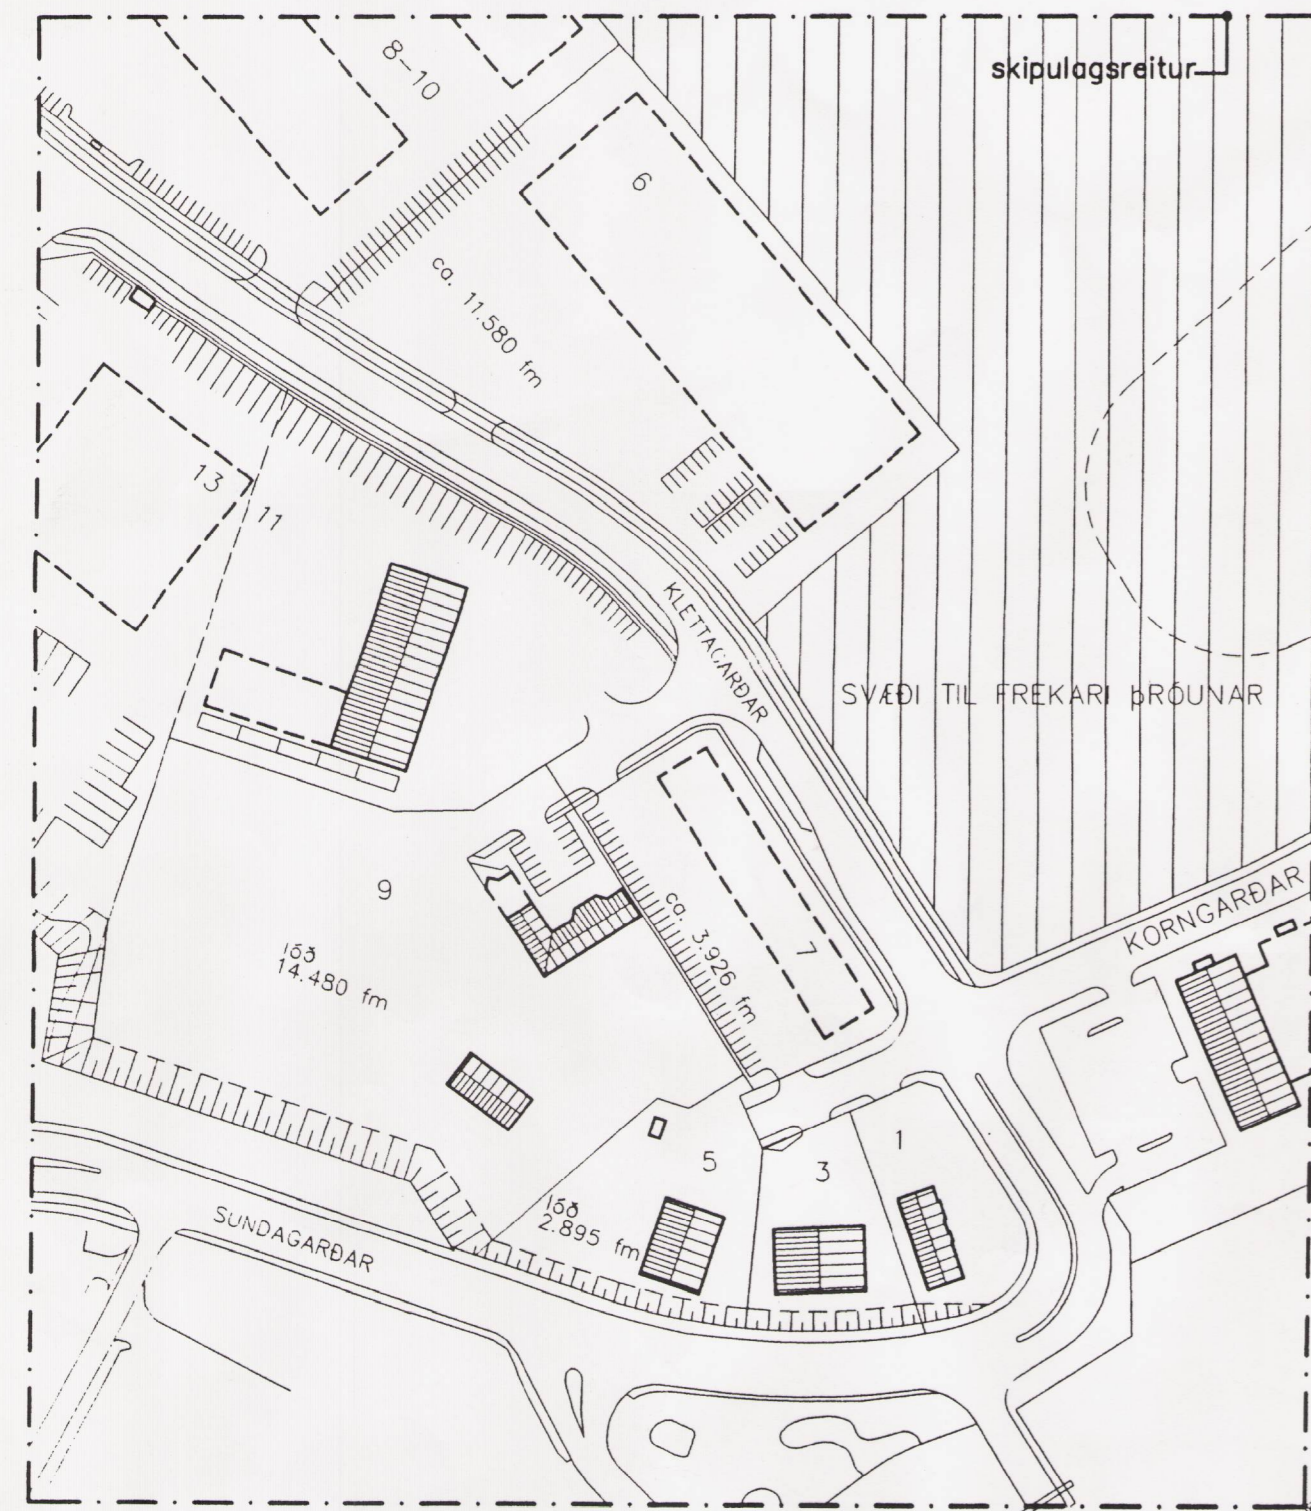 skipulagsreitur
8-10
6
ca. 11.580 fm
13
11
KLETTAGARÐAR
SVÆÐI TIL FREKARI ÞRÓUNAR
9
lóð
14.480 fm
ca. 3.926 fm
7
KORNGARÐAR
5
3
1
lóð
2.895 fm
SUNDAGARÐAR